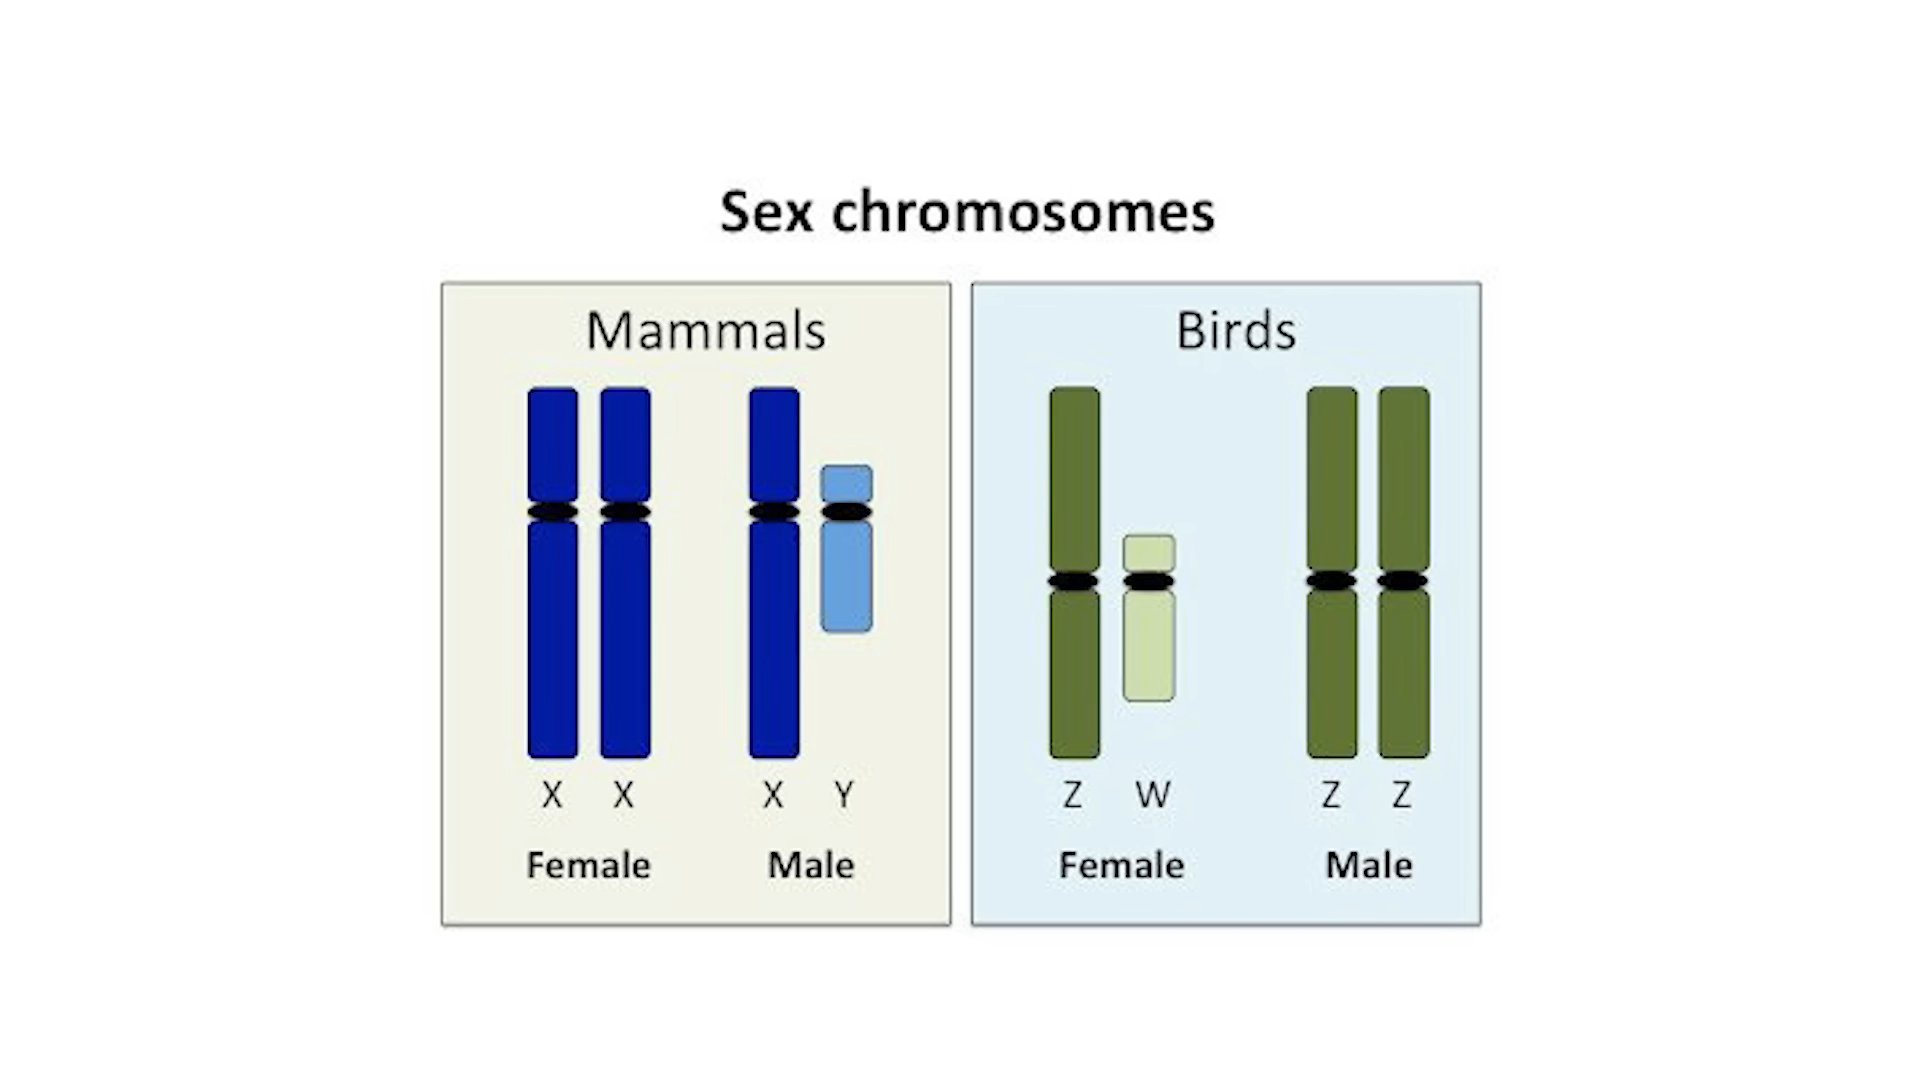 Sex chromosomes
Mammals
X X X Y
Female Male
Birds
Z W Z Z
Female Male